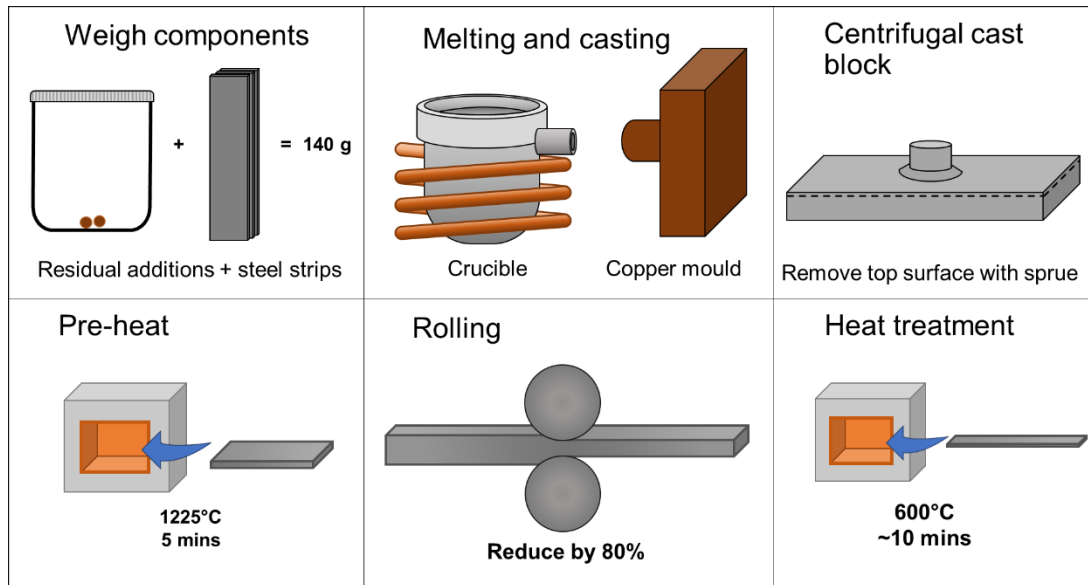 Weigh components
+
= 140 g
Residual additions + steel strips
Melting and casting
Crucible
Copper mould
Centrifugal cast
block
Remove top surface with sprue
Pre-heat
1225°C
5 mins
Rolling
Reduce by 80%
Heat treatment
600°C
~10 mins